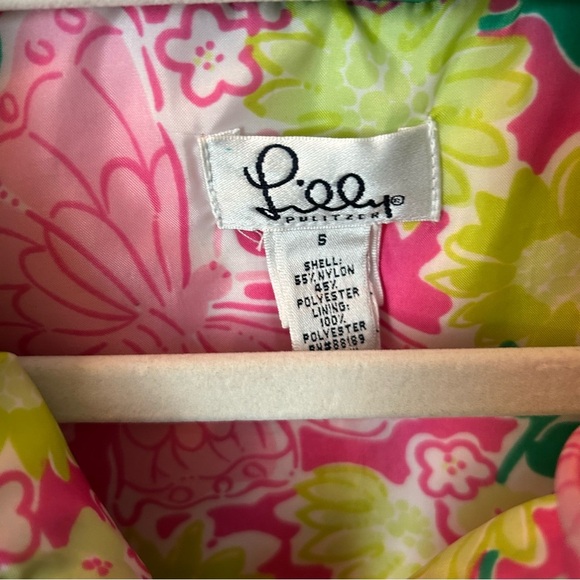 Lilly®
PULITZER
S
SHELL:
55% NYLON
45%
POLYESTER
LINING:
100%
POLYESTER
RN#88189